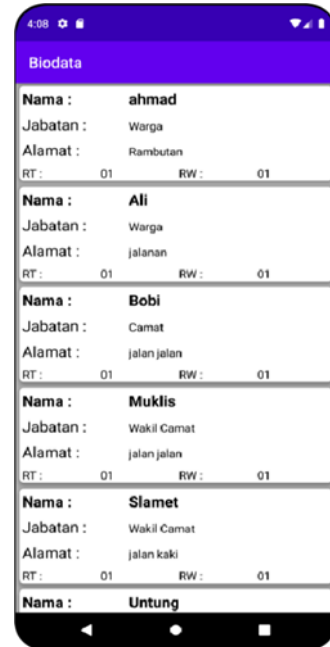 4:08
Biodata
Nama : ahmad
Jabatan : Warga
Alamat : Rambutan
RT : 01 RW : 01
Nama : Ali
Jabatan : Warga
Alamat : jalanan
RT : 01 RW : 01
Nama : Bobi
Jabatan : Camat
Alamat : jalan jalan
RT : 01 RW : 01
Nama : Muklis
Jabatan : Wakil Camat
Alamat : jalan jalan
RT : 01 RW : 01
Nama : Slamet
Jabatan : Wakil Camat
Alamat : jalan kaki
RT : 01 RW : 01
Nama : Untung